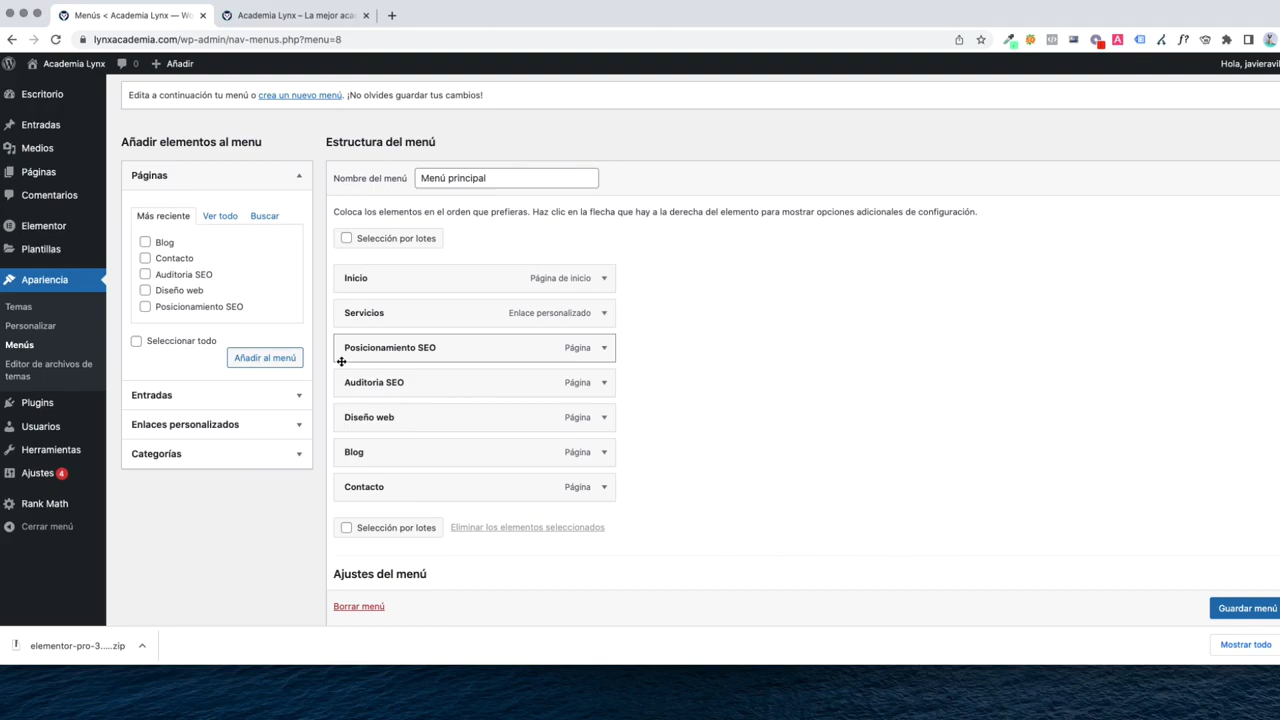 Menús < Academia Lynx — Wo
Academia Lynx – La mejor aca
lynxacademia.com/wp-admin/nav-menus.php?menu=8
Academia Lynx
0
Añadir
Hola, javieravil
Escritorio
Entradas
Medios
Páginas
Comentarios
Elementor
Plantillas
Apariencia
Temas
Personalizar
Menús
Editor de archivos de
temas
Plugins
Usuarios
Herramientas
Ajustes 4
Rank Math
Cerrar menú
Edita a continuación tu menú o crea un nuevo menú. ¡No olvides guardar tus cambios!
Añadir elementos al menu
Páginas
Más reciente Ver todo Buscar
Blog
Contacto
Auditoria SEO
Diseño web
Posicionamiento SEO
Seleccionar todo
Añadir al menú
Entradas
Enlaces personalizados
Categorías
Estructura del menú
Nombre del menú Menú principal
Coloca los elementos en el orden que prefieras. Haz clic en la flecha que hay a la derecha del elemento para mostrar opciones adicionales de configuración.
Selección por lotes
Inicio Página de inicio
Servicios Enlace personalizado
Posicionamiento SEO Página
Auditoria SEO Página
Diseño web Página
Blog Página
Contacto Página
Selección por lotes Eliminar los elementos seleccionados
Ajustes del menú
Borrar menú
Guardar menú
elementor-pro-3.....zip
Mostrar todo